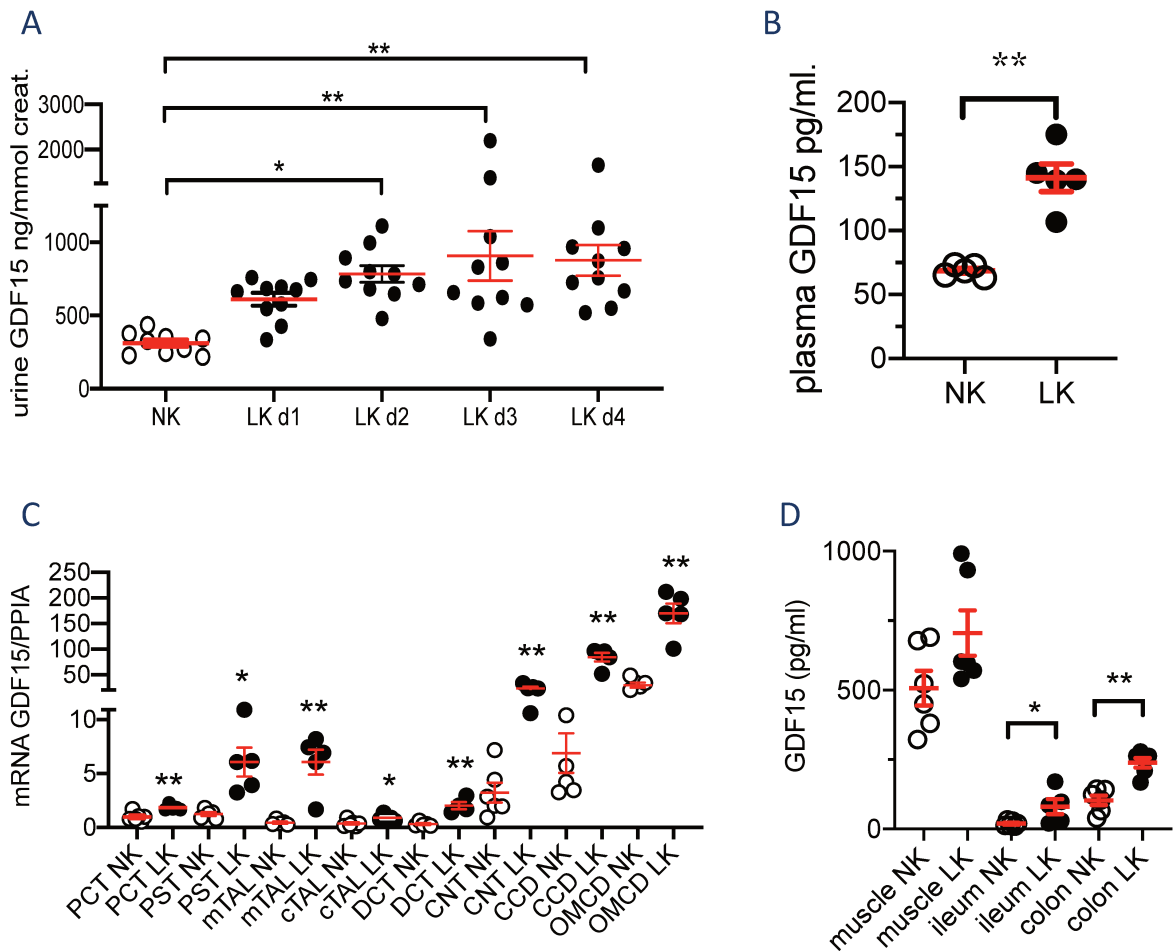 A
urine GDF15 ng/mmol creat.
3000
2000
1000
500
0
**
**
*
NK
LK d1
LK d2
LK d3
LK d4
B
plasma GDF15 pg/ml.
200
150
100
50
0
**
NK
LK
C
mRNA GDF15/PPIA
250
200
150
100
50
10
5
0
**
*
**
*
**
**
**
**
PCT NK
PCT LK
PST NK
PST LK
mTAL NK
mTAL LK
cTAL NK
cTAL LK
DCT NK
DCT LK
CNT NK
CNT LK
CCD NK
CCD LK
OMCD NK
OMCD LK
D
GDF15 (pg/ml)
1000
500
0
*
**
muscle NK
muscle LK
ileum NK
ileum LK
colon NK
colon LK